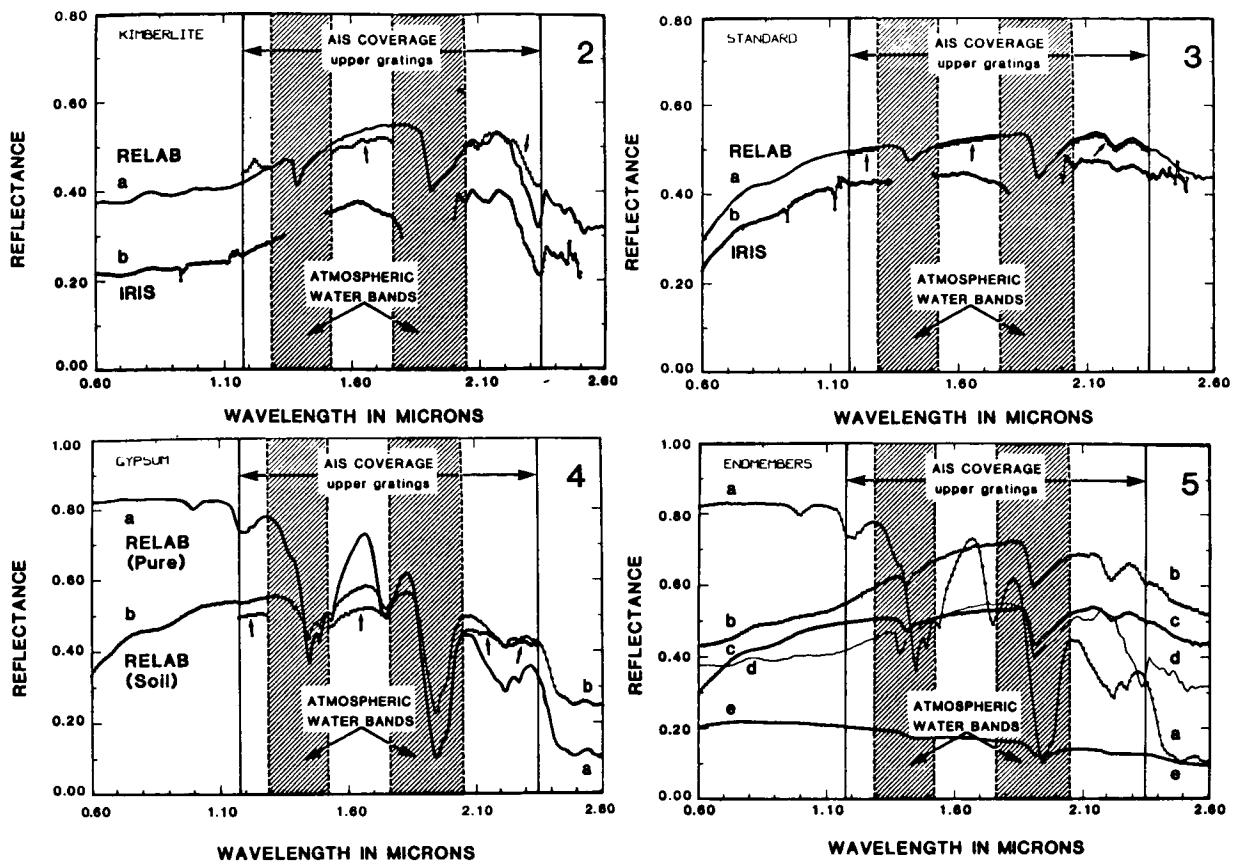 0.80
KIMBERLITE
AIS COVERAGE
upper gratings
2
0.60
RELAB
a
0.40
b
IRIS
0.20
ATMOSPHERIC
WATER BANDS
0.00
0.60 1.10 1.60 2.10 2.60
REFLECTANCE
WAVELENGTH IN MICRONS
0.80
STANDARD
AIS COVERAGE
upper gratings
3
0.60
RELAB
a
0.40
b
IRIS
0.20
ATMOSPHERIC
WATER BANDS
0.00
0.60 1.10 1.60 2.10 2.60
REFLECTANCE
WAVELENGTH IN MICRONS
1.00
GYPSUM
AIS COVERAGE
upper gratings
4
0.80
a
RELAB
(Pure)
0.60
b
0.40
RELAB
(Soil)
b
0.20
ATMOSPHERIC
WATER BANDS
a
0.00
0.60 1.10 1.60 2.10 2.60
REFLECTANCE
WAVELENGTH IN MICRONS
1.00
ENDMEMBERS
AIS COVERAGE
upper gratings
5
a
0.80
0.60
b
b
c
c
0.40
d
d
e
0.20
ATMOSPHERIC
WATER BANDS
a
e
0.00
0.60 1.10 1.60 2.10 2.60
REFLECTANCE
WAVELENGTH IN MICRONS